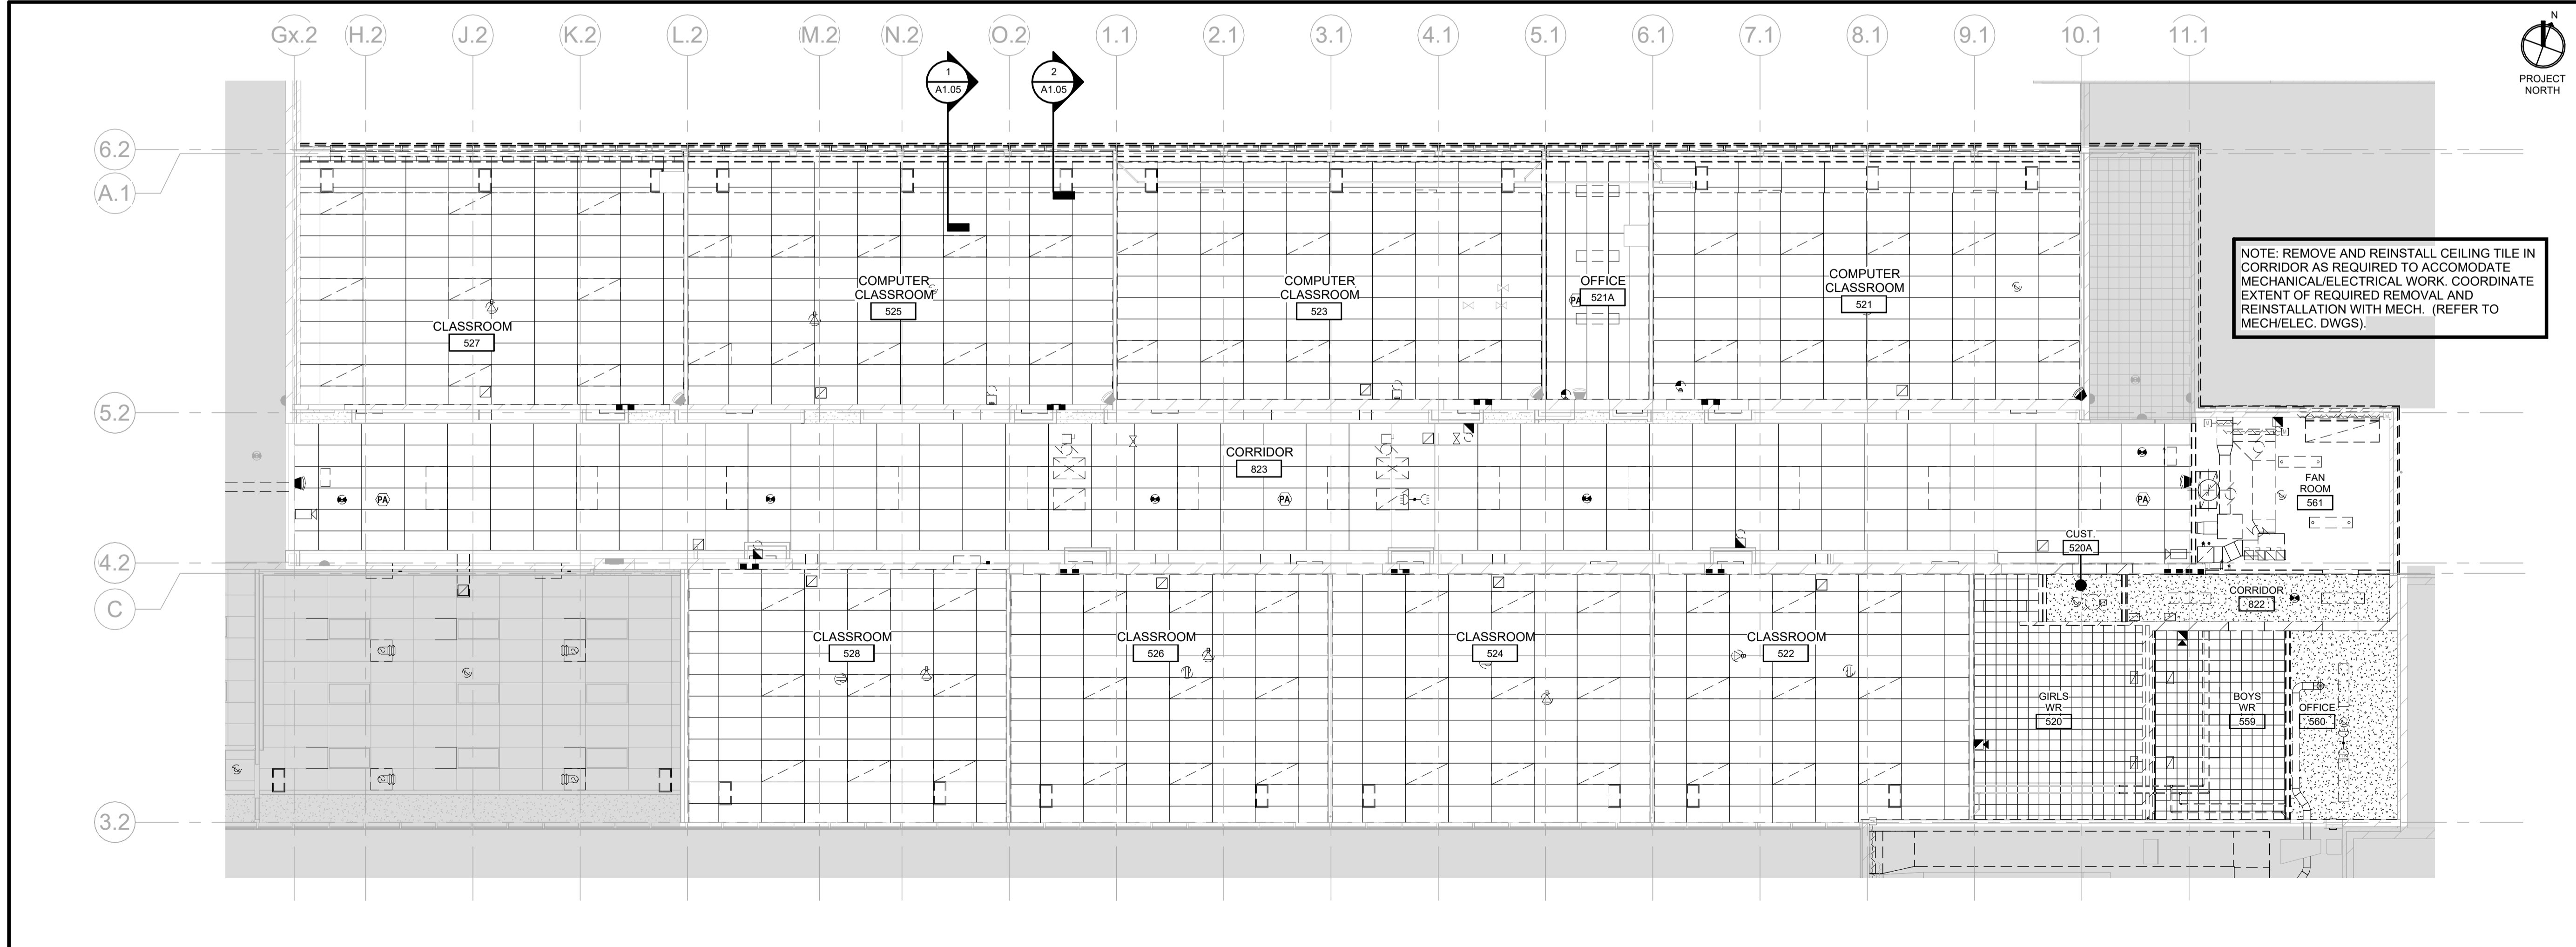 Gx.2
H.2
J.2
K.2
L.2
M.2
N.2
O.2
1.1
2.1
3.1
4.1
5.1
6.1
7.1
8.1
9.1
10.1
11.1
N
PROJECT
NORTH
1
A1.05
2
A1.05
6.2
A.1
5.2
4.2
C
3.2
NOTE: REMOVE AND REINSTALL CEILING TILE IN
CORRIDOR AS REQUIRED TO ACCOMODATE
MECHANICAL/ELECTRICAL WORK. COORDINATE
EXTENT OF REQUIRED REMOVAL AND
REINSTALLATION WITH MECH. (REFER TO
MECH/ELEC. DWGS).
CLASSROOM
527
COMPUTER
CLASSROOM
525
COMPUTER
CLASSROOM
523
OFFICE
521A
PA
COMPUTER
CLASSROOM
521
CORRIDOR
823
PA
PA
PA
FAN
ROOM
561
CUST.
520A
CORRIDOR
822
CLASSROOM
528
CLASSROOM
526
CLASSROOM
524
CLASSROOM
522
GIRLS
WR
520
BOYS
WR
559
OFFICE
560